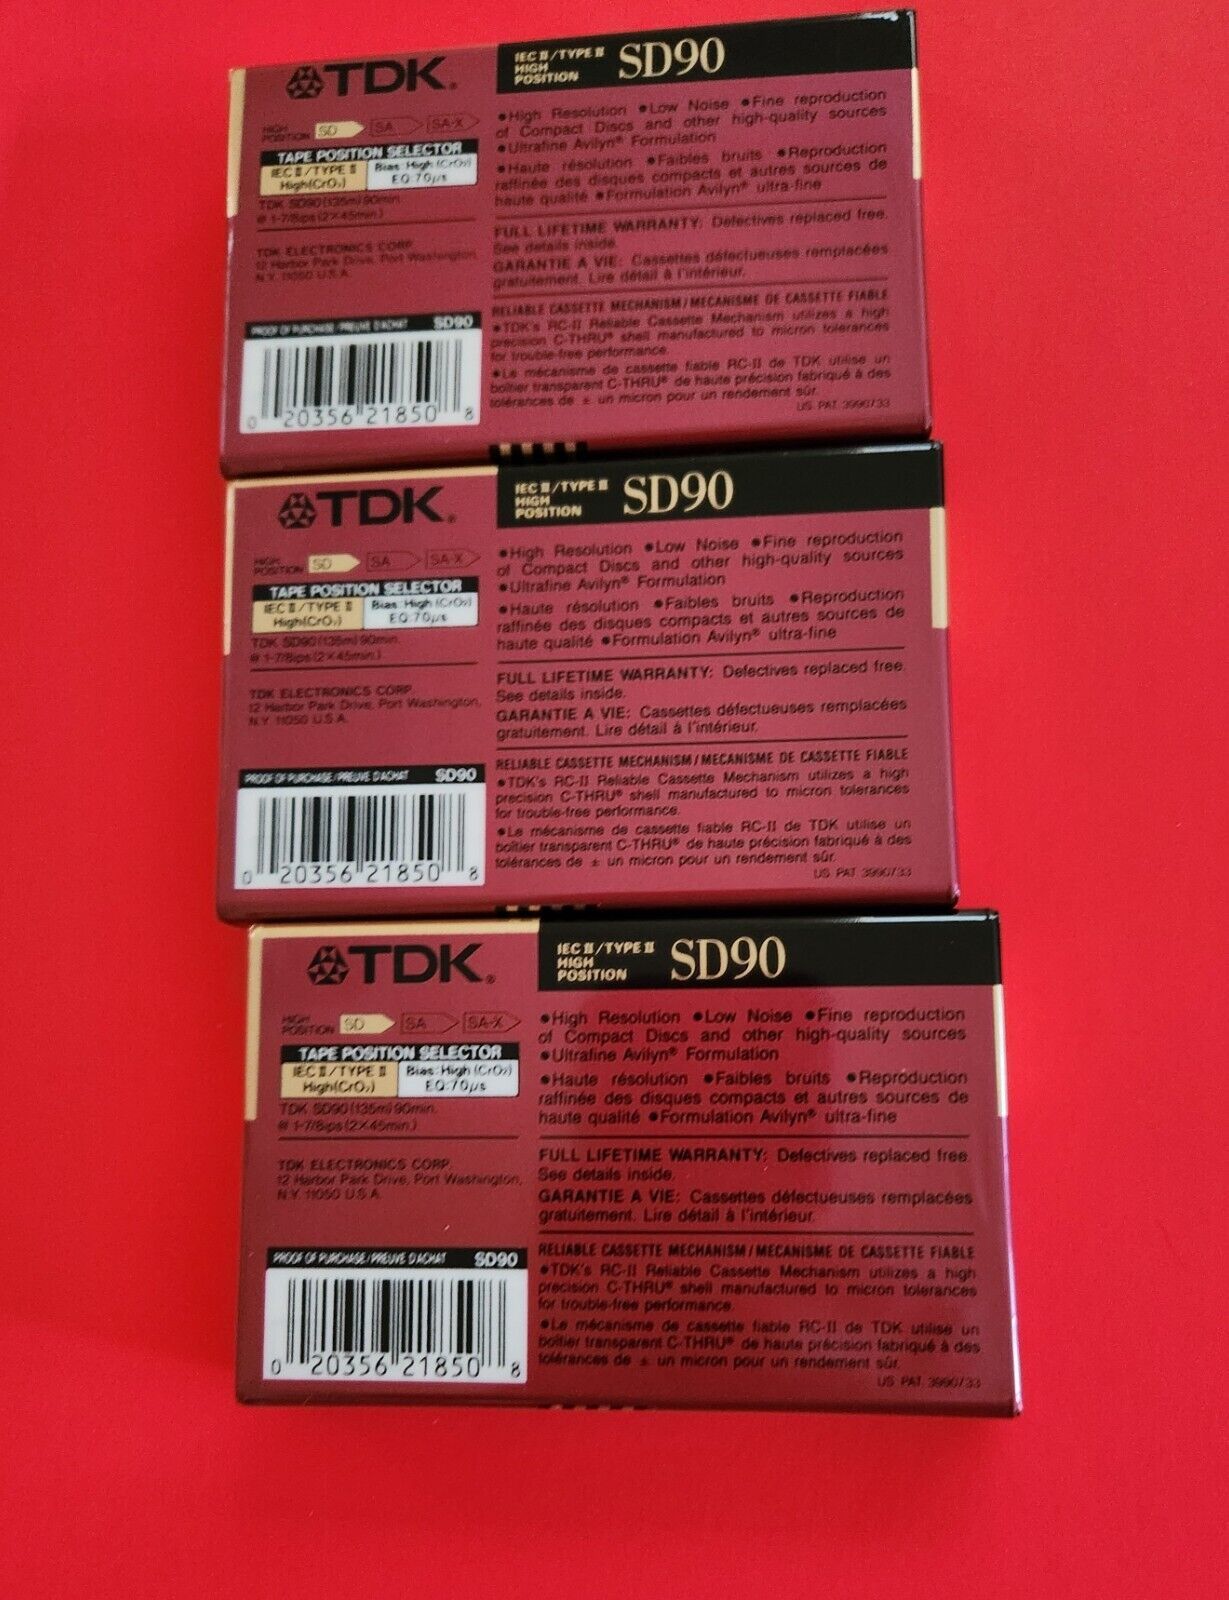 TDK®
IEC II/TYPE II
HIGH
POSITION
SD90
HIGH
POSITION SD SA SA-X
TAPE POSITION SELECTOR
IEC II/TYPE II
High(CrO₂)
Bias: High (CrO₂)
EQ:70μs
TDK SD90(135m)90min.
@ 1-7/8ips(2×45min.)
TDK ELECTRONICS CORP.
12 Harbor Park Drive, Port Washington,
N.Y. 11050 U.S.A.
PROOF OF PURCHASE/PREUVE D'ACHAT SD90
0 20356 21850 8
●High Resolution ●Low Noise ●Fine reproduction
of Compact Discs and other high-quality sources
●Ultrafine Avilyn® Formulation
●Haute résolution ●Faibles bruits ●Reproduction
raffinée des disques compacts et autres sources de
haute qualité ●Formulation Avilyn® ultra-fine
FULL LIFETIME WARRANTY: Defectives replaced free.
See details inside.
GARANTIE A VIE: Cassettes défectueuses remplacées
gratuitement. Lire détail à l'intérieur.
RELIABLE CASSETTE MECHANISM/MECANISME DE CASSETTE FIABLE
●TDK's RC-II Reliable Cassette Mechanism utilizes a high
precision C-THRU® shell manufactured to micron tolerances
for trouble-free performance.
●Le mécanisme de cassette fiable RC-II de TDK utilise un
boîtier transparent C-THRU® de haute précision fabriqué à des
tolérances de ± un micron pour un rendement sûr.
US PAT 3990733
TDK®
IEC II/TYPE II
HIGH
POSITION
SD90
HIGH
POSITION SD SA SA-X
TAPE POSITION SELECTOR
IEC II/TYPE II
High(CrO₂)
Bias: High (CrO₂)
EQ:70μs
TDK SD90(135m)90min.
@ 1-7/8ips(2×45min.)
TDK ELECTRONICS CORP.
12 Harbor Park Drive, Port Washington,
N.Y. 11050 U.S.A.
PROOF OF PURCHASE/PREUVE D'ACHAT SD90
0 20356 21850 8
●High Resolution ●Low Noise ●Fine reproduction
of Compact Discs and other high-quality sources
●Ultrafine Avilyn® Formulation
●Haute résolution ●Faibles bruits ●Reproduction
raffinée des disques compacts et autres sources de
haute qualité ●Formulation Avilyn® ultra-fine
FULL LIFETIME WARRANTY: Defectives replaced free.
See details inside.
GARANTIE A VIE: Cassettes défectueuses remplacées
gratuitement. Lire détail à l'intérieur.
RELIABLE CASSETTE MECHANISM/MECANISME DE CASSETTE FIABLE
●TDK's RC-II Reliable Cassette Mechanism utilizes a high
precision C-THRU® shell manufactured to micron tolerances
for trouble-free performance.
●Le mécanisme de cassette fiable RC-II de TDK utilise un
boîtier transparent C-THRU® de haute précision fabriqué à des
tolérances de ± un micron pour un rendement sûr.
US PAT 3990733
TDK®
IEC II/TYPE II
HIGH
POSITION
SD90
HIGH
POSITION SD SA SA-X
TAPE POSITION SELECTOR
IEC II/TYPE II
High(CrO₂)
Bias: High (CrO₂)
EQ:70μs
TDK SD90(135m)90min.
@ 1-7/8ips(2×45min.)
TDK ELECTRONICS CORP.
12 Harbor Park Drive, Port Washington,
N.Y. 11050 U.S.A.
PROOF OF PURCHASE/PREUVE D'ACHAT SD90
0 20356 21850 8
●High Resolution ●Low Noise ●Fine reproduction
of Compact Discs and other high-quality sources
●Ultrafine Avilyn® Formulation
●Haute résolution ●Faibles bruits ●Reproduction
raffinée des disques compacts et autres sources de
haute qualité ●Formulation Avilyn® ultra-fine
FULL LIFETIME WARRANTY: Defectives replaced free.
See details inside.
GARANTIE A VIE: Cassettes défectueuses remplacées
gratuitement. Lire détail à l'intérieur.
RELIABLE CASSETTE MECHANISM/MECANISME DE CASSETTE FIABLE
●TDK's RC-II Reliable Cassette Mechanism utilizes a high
precision C-THRU® shell manufactured to micron tolerances
for trouble-free performance.
●Le mécanisme de cassette fiable RC-II de TDK utilise un
boîtier transparent C-THRU® de haute précision fabriqué à des
tolérances de ± un micron pour un rendement sûr.
US PAT 3990733